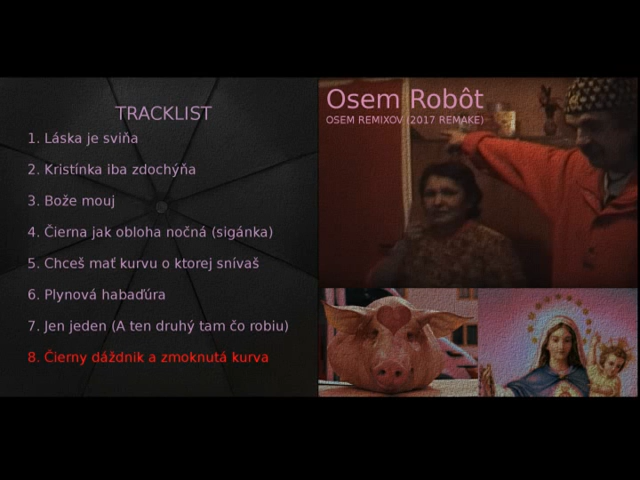 TRACKLIST
1. Láska je sviňa
2. Kristínka iba zdochýňa
3. Bože mouj
4. Čierna jak obloha nočná (sigánka)
5. Chceš mať kurvu o ktorej snívaš
6. Plynová habaďúra
7. Jen jeden (A ten druhý tam čo robiu)
8. Čierny dáždnik a zmoknutá kurva
Osem Robôt
OSEM REMIXOV (2017 REMAKE)